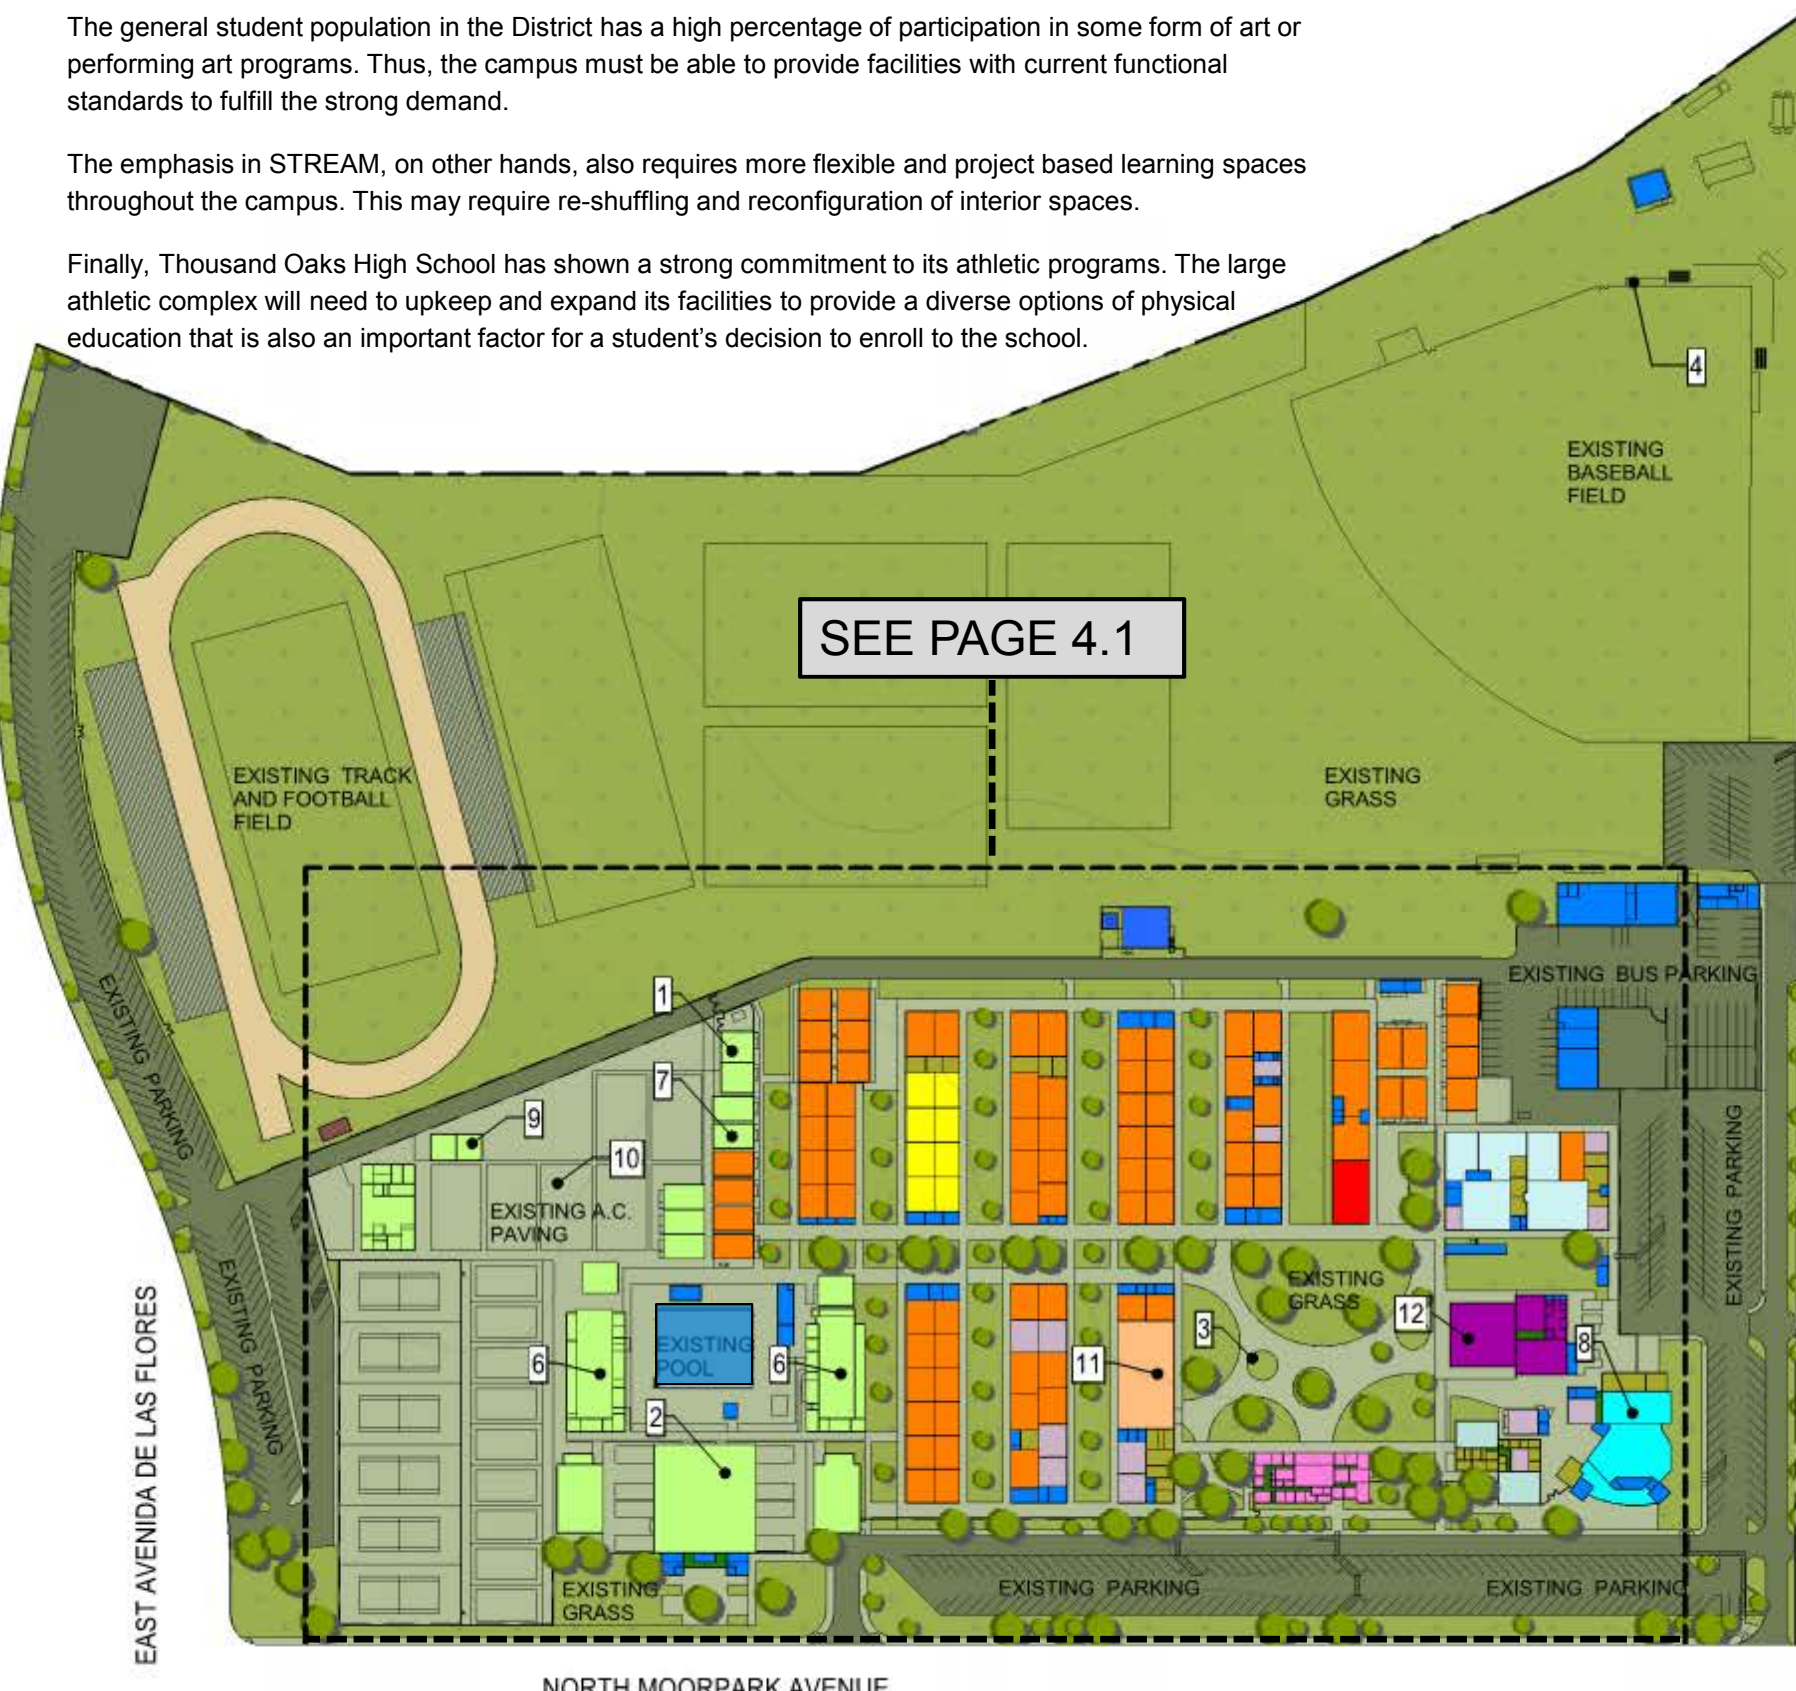 The general student population in the District has a high percentage of participation in some form of art or
performing art programs. Thus, the campus must be able to provide facilities with current functional
standards to fulfill the strong demand.
The emphasis in STREAM, on other hands, also requires more flexible and project based learning spaces
throughout the campus. This may require re-shuffling and reconfiguration of interior spaces.
Finally, Thousand Oaks High School has shown a strong commitment to its athletic programs. The large
athletic complex will need to upkeep and expand its facilities to provide a diverse options of physical
education that is also an important factor for a student's decision to enroll to the school.
4
EXISTING
BASEBALL
FIELD
SEE PAGE 4.1
EXISTING TRACK
AND FOOTBALL
FIELD
EXISTING
GRASS
EXISTING BUS PARKING
1
EXISTING PARKING
7
9
10
EXISTING A.C.
PAVING
EXISTING PARKING
EXISTING PARKING
EXISTING
GRASS
12
3
8
EXISTING
POOL
6
6
11
2
EAST AVENIDA DE LAS FLORES
EXISTING
GRASS
EXISTING PARKING
EXISTING PARKING
NORTH MOORPARK AVENUE